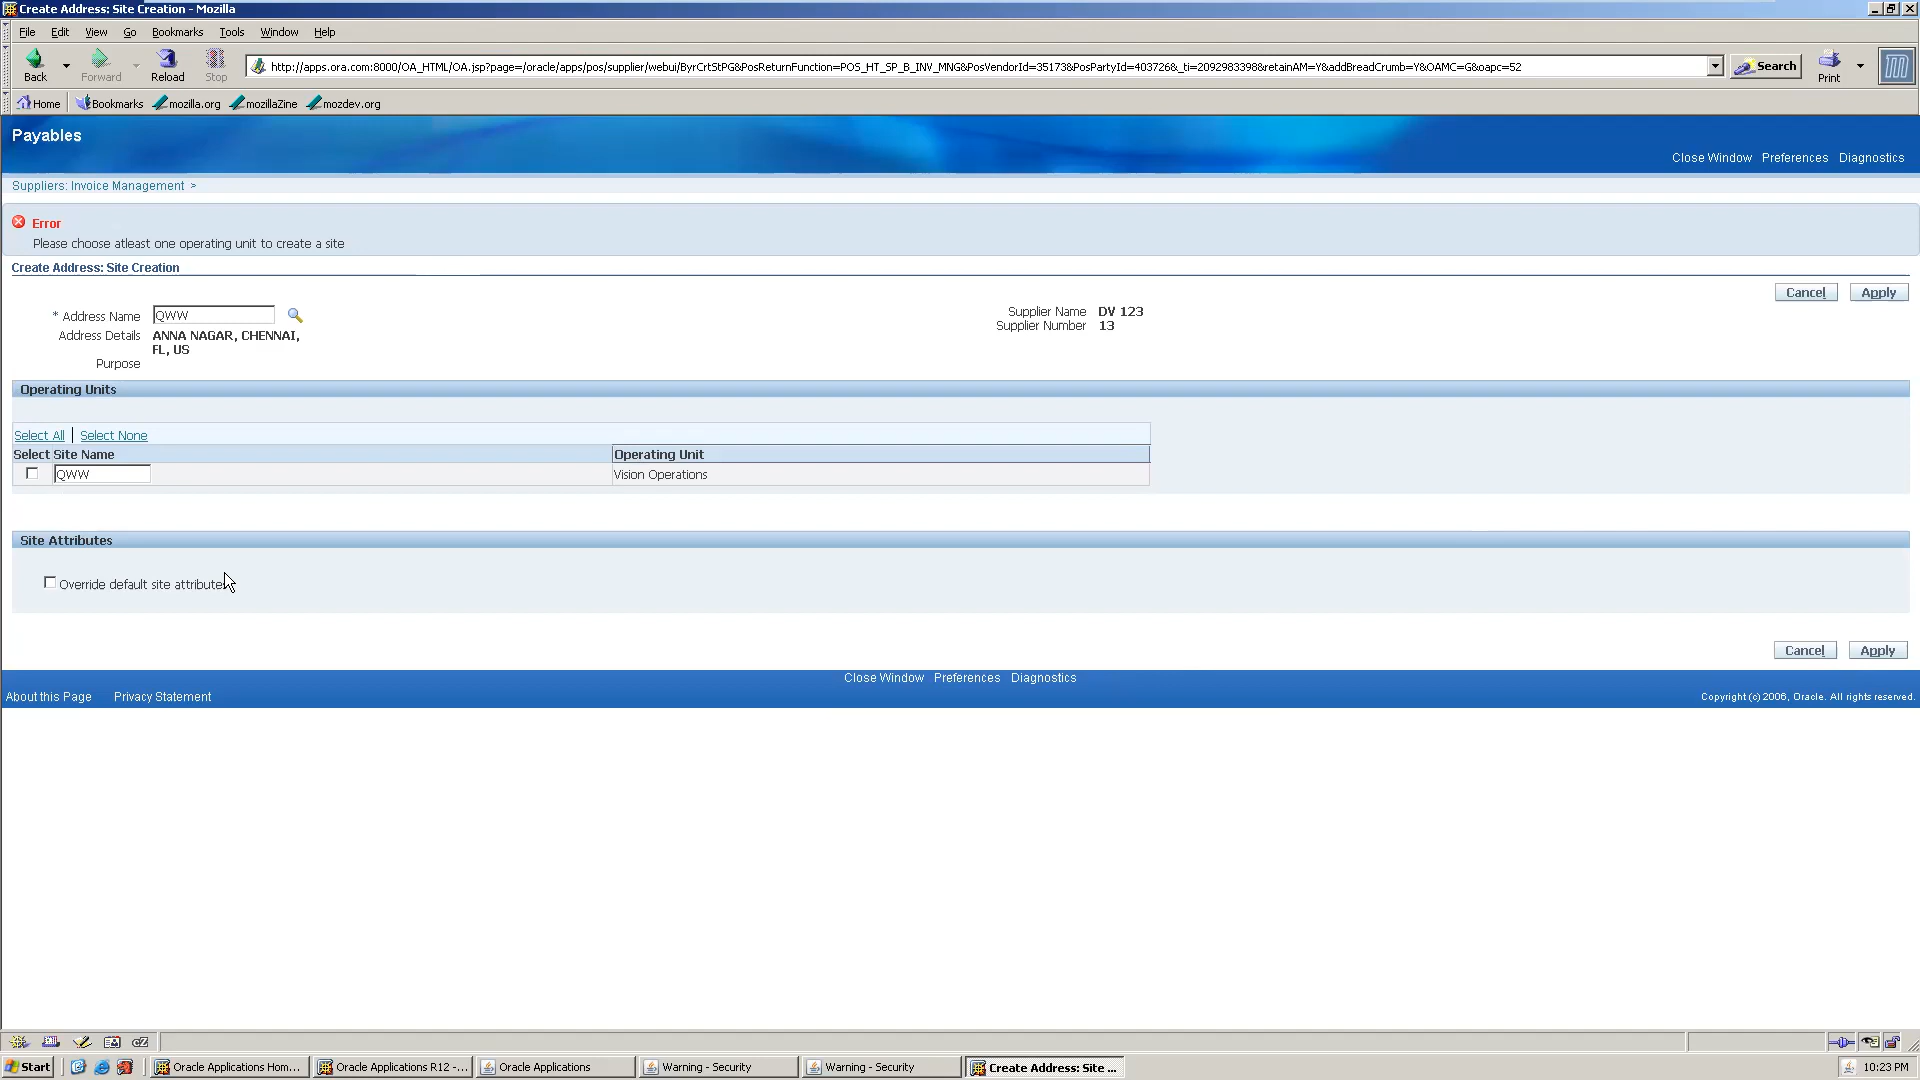 Create Address: Site Creation - Mozilla
File Edit View Go Bookmarks Tools Window Help
Back Forward Reload Stop http://apps.ora.com:8000/OA_HTML/OA.jsp?page=/oracle/apps/pos/supplier/webui/ByrCrtStPG&PosReturnFunction=POS_HT_SP_B_INV_MNG&PosVendorId=35173&PosPartyId=403726&_ti=2092983398&retainAM=Y&addBreadCrumb=Y&OAMC=G&oapc=52 Search Print
Home Bookmarks mozilla.org mozillaZine mozdev.org
Payables
Close Window Preferences Diagnostics
Suppliers: Invoice Management >
Error
Please choose atleast one operating unit to create a site
Create Address: Site Creation
Cancel Apply
* Address Name QWW
Supplier Name DV 123
Address Details ANNA NAGAR, CHENNAI,
Supplier Number 13
FL, US
Purpose
Operating Units
Select All | Select None
Select Site Name Operating Unit
QWW Vision Operations
Site Attributes
Override default site attributes
Cancel Apply
Close Window Preferences Diagnostics
About this Page Privacy Statement Copyright (c) 2006, Oracle. All rights reserved.
Start Oracle Applications Hom... Oracle Applications R12 -... Oracle Applications Warning - Security Warning - Security Create Address: Site ... 10:23 PM